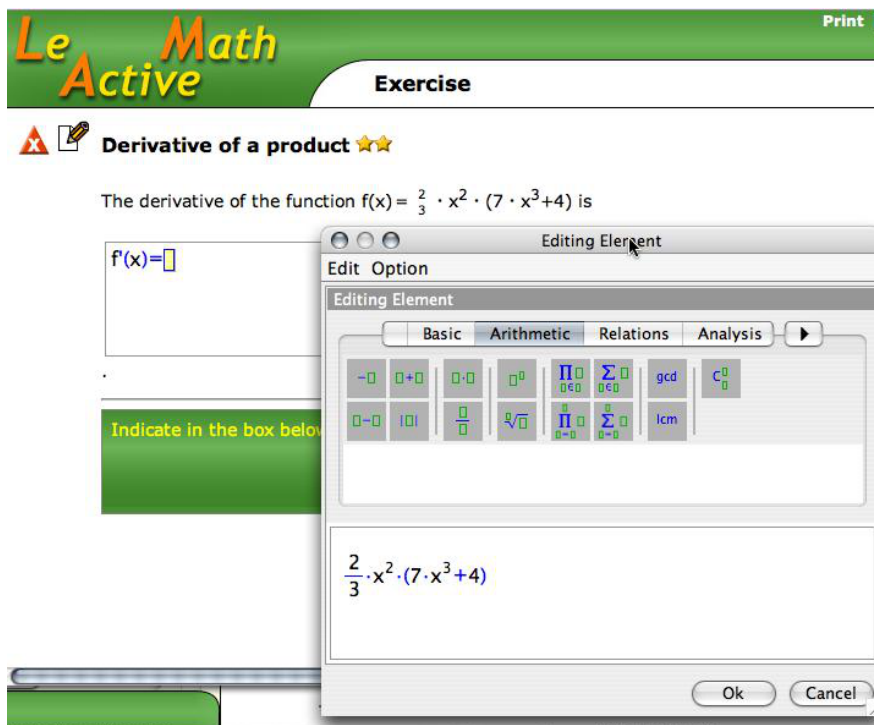 Le Active Math
Print
Exercise
Derivative of a product
The derivative of the function f(x)= 2/3 · x² · (7 · x³+4) is
f'(x)=
.
Indicate in the box below
Editing Element
Edit Option
Editing Element
Basic Arithmetic Relations Analysis
-□ □+□ □·□ □^□ ∏□ □∈□ ∑□ □∈□ gcd C□□
□-□ |□| □/□ □√□ ∏□ □=□ ∑□ □=□ lcm
2/3·x²·(7·x³+4)
Ok Cancel